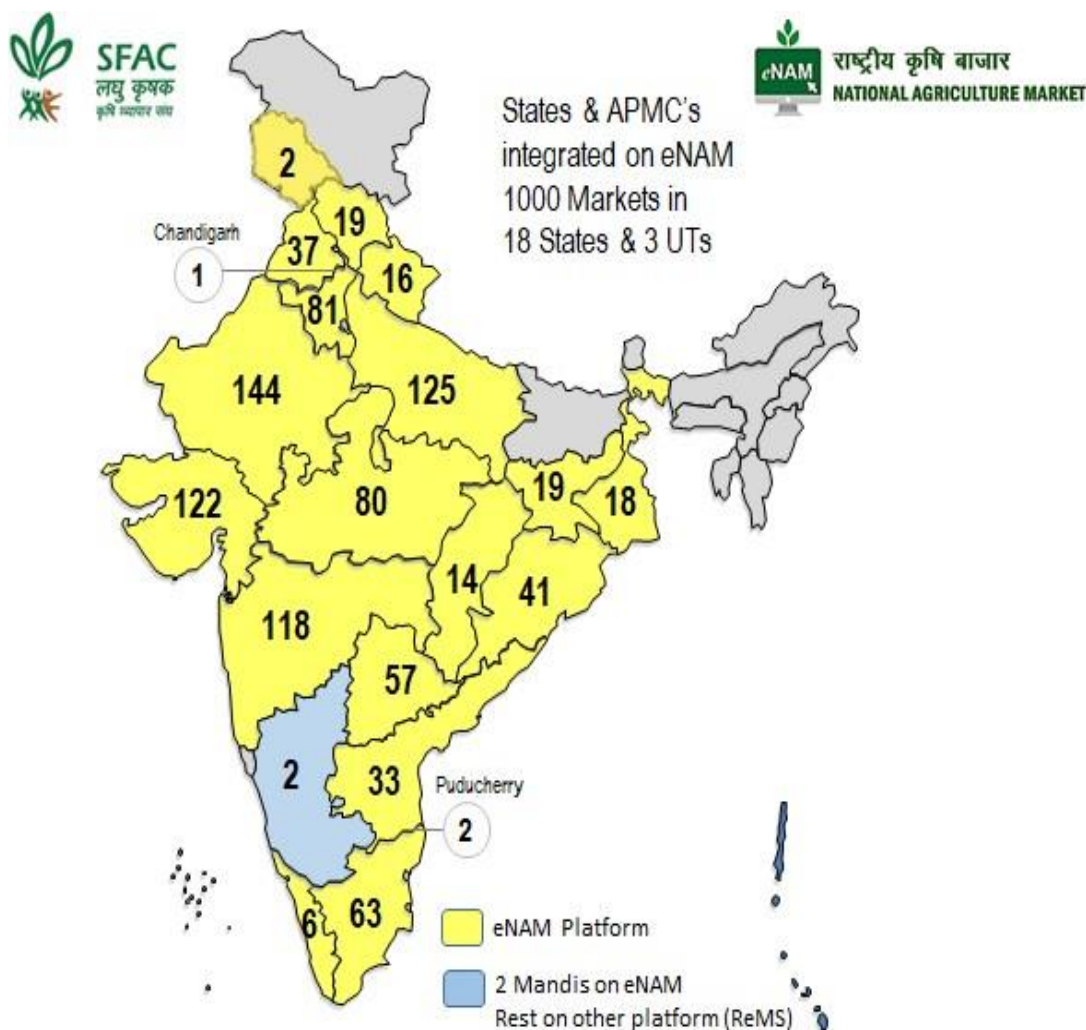 SFAC
लघु कृषक
कृषि व्यापार संघ
eNAM
राष्ट्रीय कृषि बाजार
NATIONAL AGRICULTURE MARKET
States & APMC's
integrated on eNAM
1000 Markets in
18 States & 3 UTs
2
19
Chandigarh
37
1
16
81
144
125
122
80
19
18
14
41
118
57
2
33
Puducherry
2
6
63
eNAM Platform
2 Mandis on eNAM
Rest on other platform (ReMS)